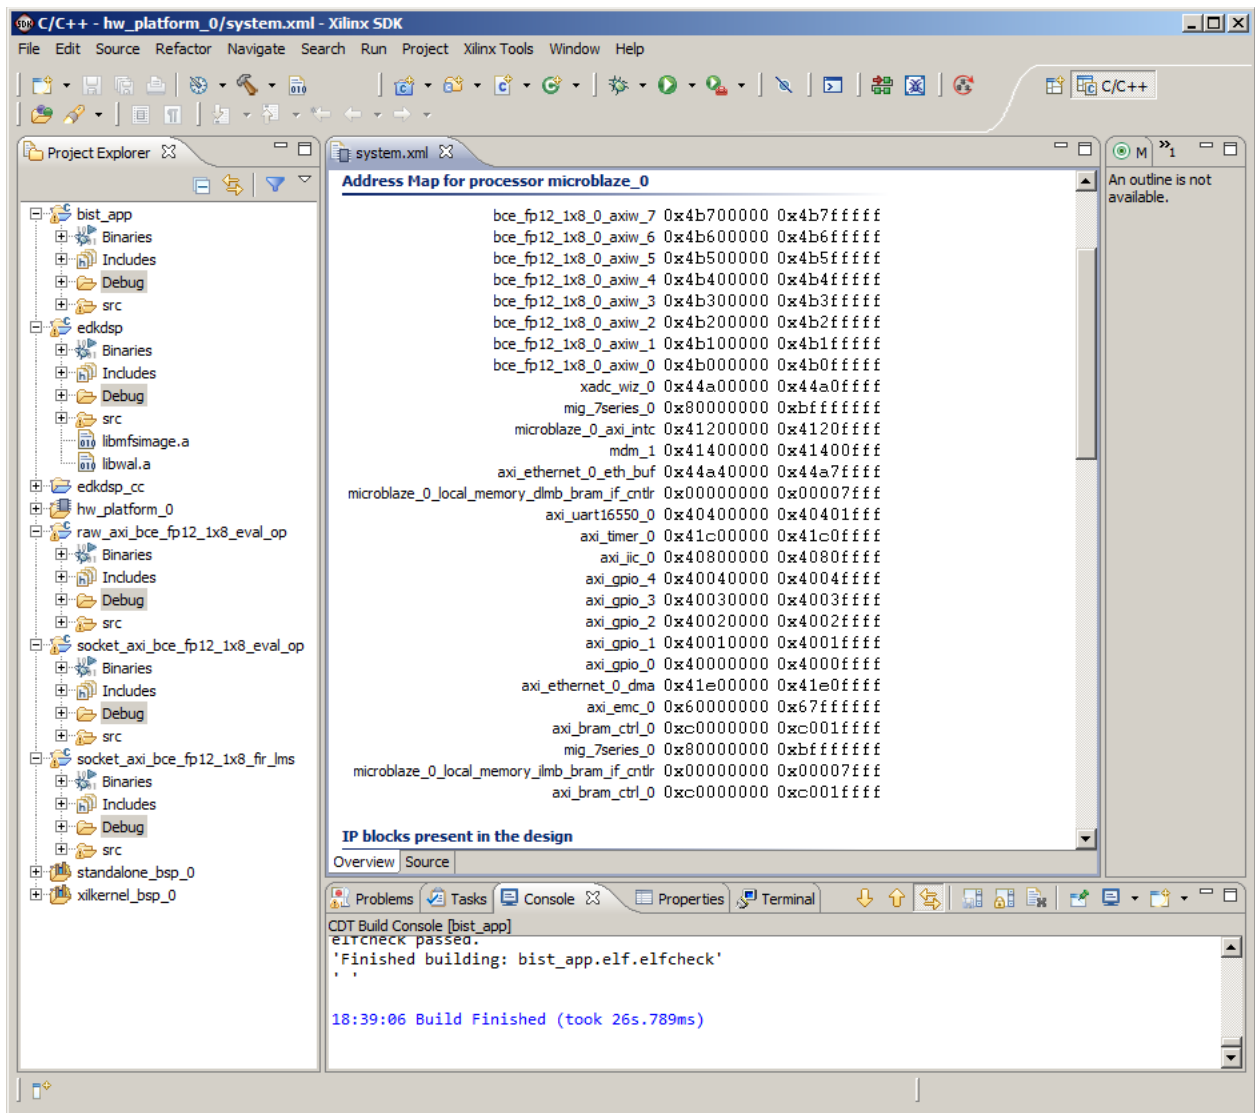 C/C++ - hw_platform_0/system.xml - Xilinx SDK
File Edit Source Refactor Navigate Search Run Project Xilinx Tools Window Help
C/C++
Project Explorer
bist_app
Binaries
Includes
Debug
src
edkdsp
Binaries
Includes
Debug
src
libmfsimage.a
libwal.a
edkdsp_cc
hw_platform_0
raw_axi_bce_fp12_1x8_eval_op
Binaries
Includes
Debug
src
socket_axi_bce_fp12_1x8_eval_op
Binaries
Includes
Debug
src
socket_axi_bce_fp12_1x8_fir_lms
Binaries
Includes
Debug
src
standalone_bsp_0
xilkernel_bsp_0
system.xml
Address Map for processor microblaze_0
bce_fp12_1x8_0_axiw_7 0x4b700000 0x4b7fffff
bce_fp12_1x8_0_axiw_6 0x4b600000 0x4b6fffff
bce_fp12_1x8_0_axiw_5 0x4b500000 0x4b5fffff
bce_fp12_1x8_0_axiw_4 0x4b400000 0x4b4fffff
bce_fp12_1x8_0_axiw_3 0x4b300000 0x4b3fffff
bce_fp12_1x8_0_axiw_2 0x4b200000 0x4b2fffff
bce_fp12_1x8_0_axiw_1 0x4b100000 0x4b1fffff
bce_fp12_1x8_0_axiw_0 0x4b000000 0x4b0fffff
xadc_wiz_0 0x44a00000 0x44a0ffff
mig_7series_0 0x80000000 0xbfffffff
microblaze_0_axi_intc 0x41200000 0x4120ffff
mdm_1 0x41400000 0x41400fff
axi_ethernet_0_eth_buf 0x44a40000 0x44a7ffff
microblaze_0_local_memory_dlmb_bram_if_cntlr 0x00000000 0x00007fff
axi_uart16550_0 0x40400000 0x40401fff
axi_timer_0 0x41c00000 0x41c0ffff
axi_iic_0 0x40800000 0x4080ffff
axi_gpio_4 0x40040000 0x4004ffff
axi_gpio_3 0x40030000 0x4003ffff
axi_gpio_2 0x40020000 0x4002ffff
axi_gpio_1 0x40010000 0x4001ffff
axi_gpio_0 0x40000000 0x4000ffff
axi_ethernet_0_dma 0x41e00000 0x41e0ffff
axi_emc_0 0x60000000 0x67ffffff
axi_bram_ctrl_0 0xc0000000 0xc001ffff
mig_7series_0 0x80000000 0xbfffffff
microblaze_0_local_memory_ilmb_bram_if_cntlr 0x00000000 0x00007fff
axi_bram_ctrl_0 0xc0000000 0xc001ffff
IP blocks present in the design
Overview Source
M »1
An outline is not
available.
Problems Tasks Console Properties Terminal
CDT Build Console [bist_app]
elfcheck passed.
'Finished building: bist_app.elf.elfcheck'
' '
18:39:06 Build Finished (took 26s.789ms)